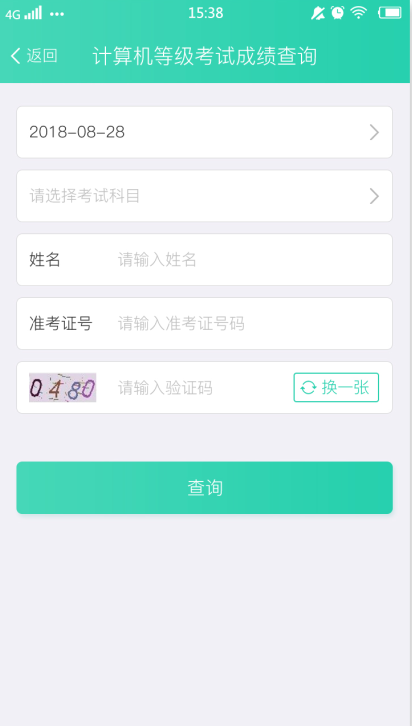 4G 15:38
返回 计算机等级考试成绩查询
2018-08-28
请选择考试科目
姓名 请输入姓名
准考证号 请输入准考证号码
0480 请输入验证码 换一张
查询